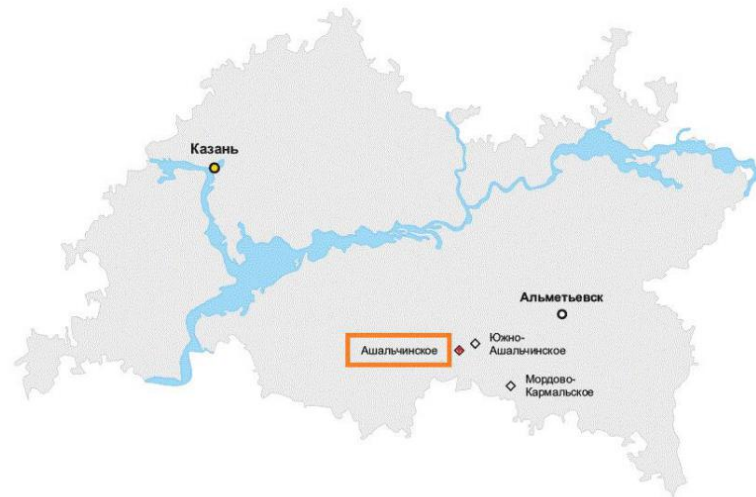 Казань
Альметьевск
Ашальчинское
Южно-
Ашальчинское
Мордово-
Кармальское